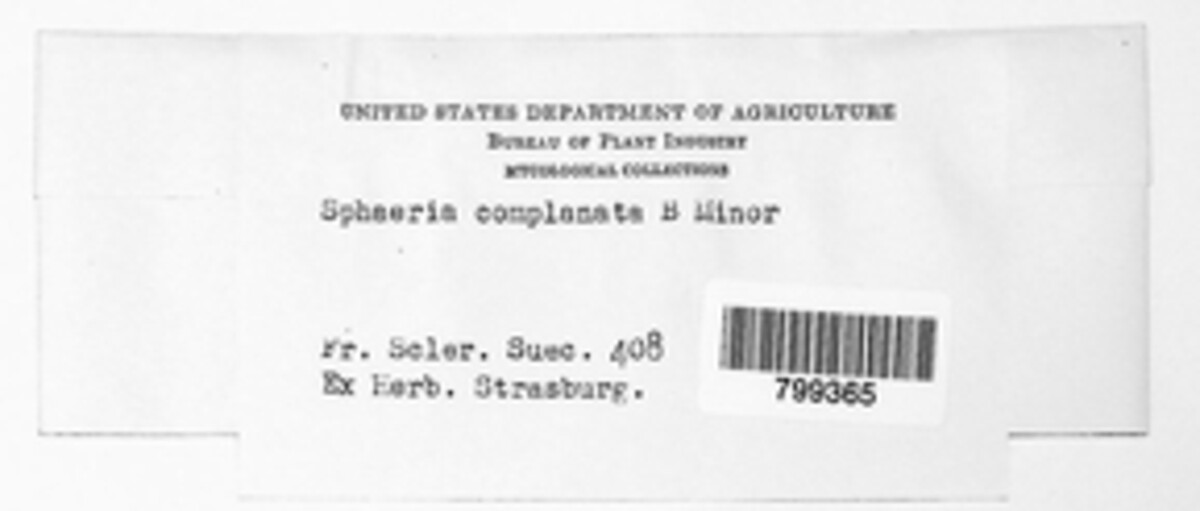 UNITED STATES DEPARTMENT OF AGRICULTURE
BUREAU OF PLANT INDUSTRY
MYCOLOGICAL COLLECTIONS
Sphaeria complanata B Minor
Fr. Scler. Suec. 408
Ex Herb. Strasburg.
799365